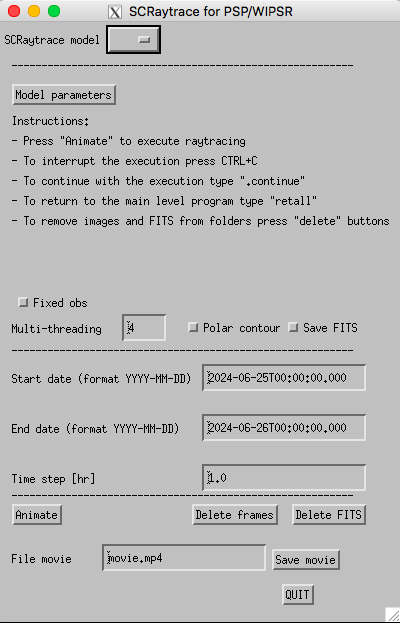 SCRaytrace for PSP/WIPSR
SCRaytrace model
Model parameters
Instructions:
- Press "Animate" to execute raytracing
- To interrupt the execution press CTRL+C
- To continue with the execution type ".continue"
- To return to the main level program type "retall"
- To remove images and FITS from folders press "delete" buttons
Fixed obs
Multi-threading 4 Polar contour Save FITS
Start date (format YYYY-MM-DD) 2024-06-25T00:00:00.000
End date (format YYYY-MM-DD) 2024-06-26T00:00:00.000
Time step [hr] 1.0
Animate Delete frames Delete FITS
File movie movie.mp4 Save movie
QUIT